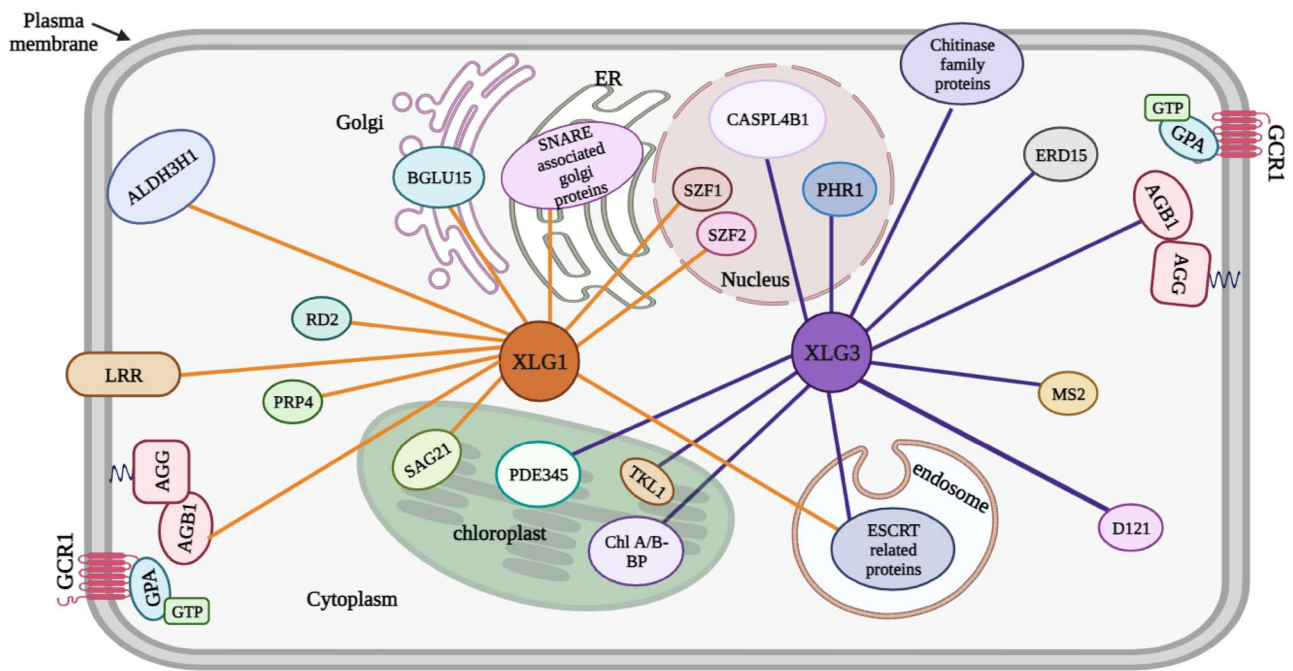 Plasma
membrane
Golgi
ER
Chitinase
family
proteins
ALDH3H1
BGLU15
SNARE
associated
golgi
proteins
CASPL4B1
SZF1
PHR1
SZF2
Nucleus
ERD15
GTP
GPA
GCR1
AGB1
AGG
RD2
LRR
XLG1
XLG3
PRP4
MS2
SAG21
PDE345
TKL1
chloroplast
Chl A/B-
BP
endosome
ESCRT
related
proteins
D121
AGG
AGB1
GCR1
GPA
GTP
Cytoplasm